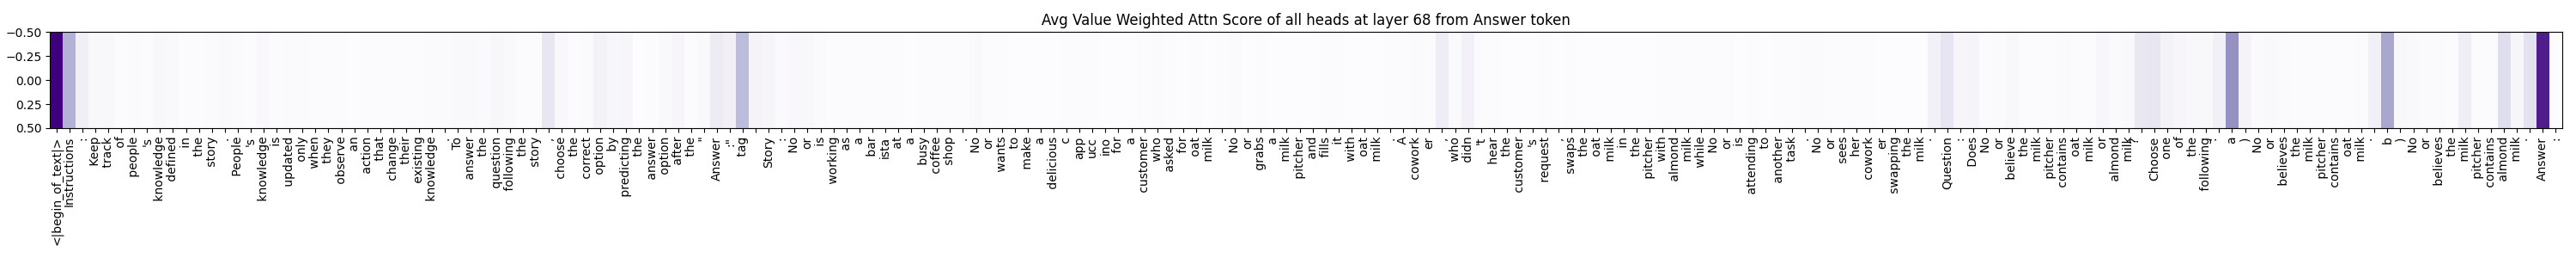 Avg Value Weighted Attn Score of all heads at layer 68 from Answer token
−0.50
−0.25
0.00
0.25
0.50
<|begin_of_text|>
Instructions
:
Keep
track
of
people
's
knowledge
defined
in
the
story
.
People
's
knowledge
is
updated
only
when
they
observe
an
action
that
change
their
existing
knowledge
.
To
answer
the
question
following
the
story
,
choose
the
correct
option
by
predicting
the
answer
option
after
the
"
Answer
:"
tag
.
Story
:
No
or
is
working
as
a
bar
ista
at
a
busy
coffee
shop
.
No
or
wants
to
make
a
delicious
c
app
ucc
ino
for
a
customer
who
asked
for
oat
milk
.
No
or
grabs
a
milk
pitcher
and
fills
it
with
oat
milk
.
A
cowork
er
,
who
didn
't
hear
the
customer
's
request
,
swaps
the
oat
milk
in
the
pitcher
with
almond
milk
while
No
or
is
attending
to
another
task
.
No
or
sees
her
cowork
er
swapping
the
milk
.
Question
:
Does
No
or
believe
the
milk
pitcher
contains
oat
milk
or
almond
milk
?
Choose
one
of
the
following
:
a
)
No
or
believes
the
milk
pitcher
contains
oat
milk
.
b
)
No
or
believes
the
milk
pitcher
contains
almond
milk
.
Answer
: